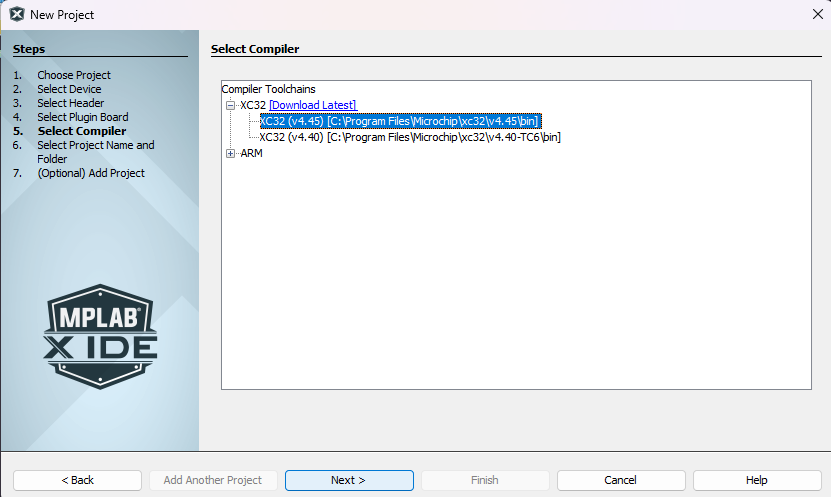 New Project
Steps
1. Choose Project
2. Select Device
3. Select Header
4. Select Plugin Board
5. Select Compiler
6. Select Project Name and
Folder
7. (Optional) Add Project
MPLAB®
X IDE
Select Compiler
Compiler Toolchains
XC32 [Download Latest]
XC32 (v4.45) [C:\Program Files\Microchip\xc32\v4.45\bin]
XC32 (v4.40) [C:\Program Files\Microchip\xc32\v4.40-TC6\bin]
ARM
< Back
Add Another Project
Next >
Finish
Cancel
Help